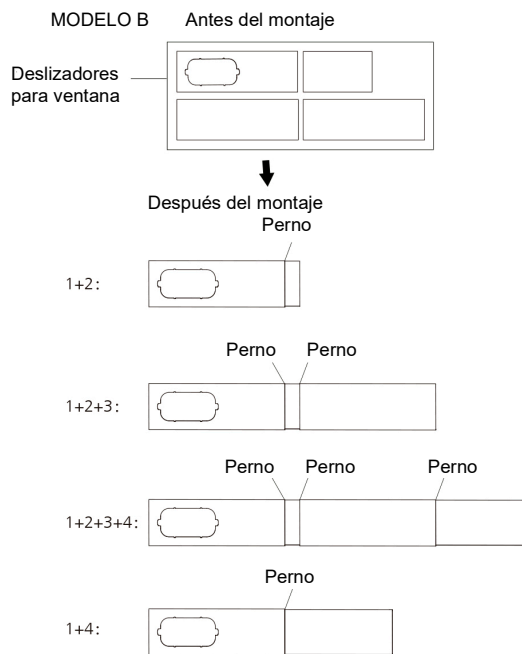 MODELO B Antes del montaje
Deslizadores
para ventana
Después del montaje
Perno
1+2:
Perno Perno
1+2+3:
Perno Perno Perno
1+2+3+4:
Perno
1+4: